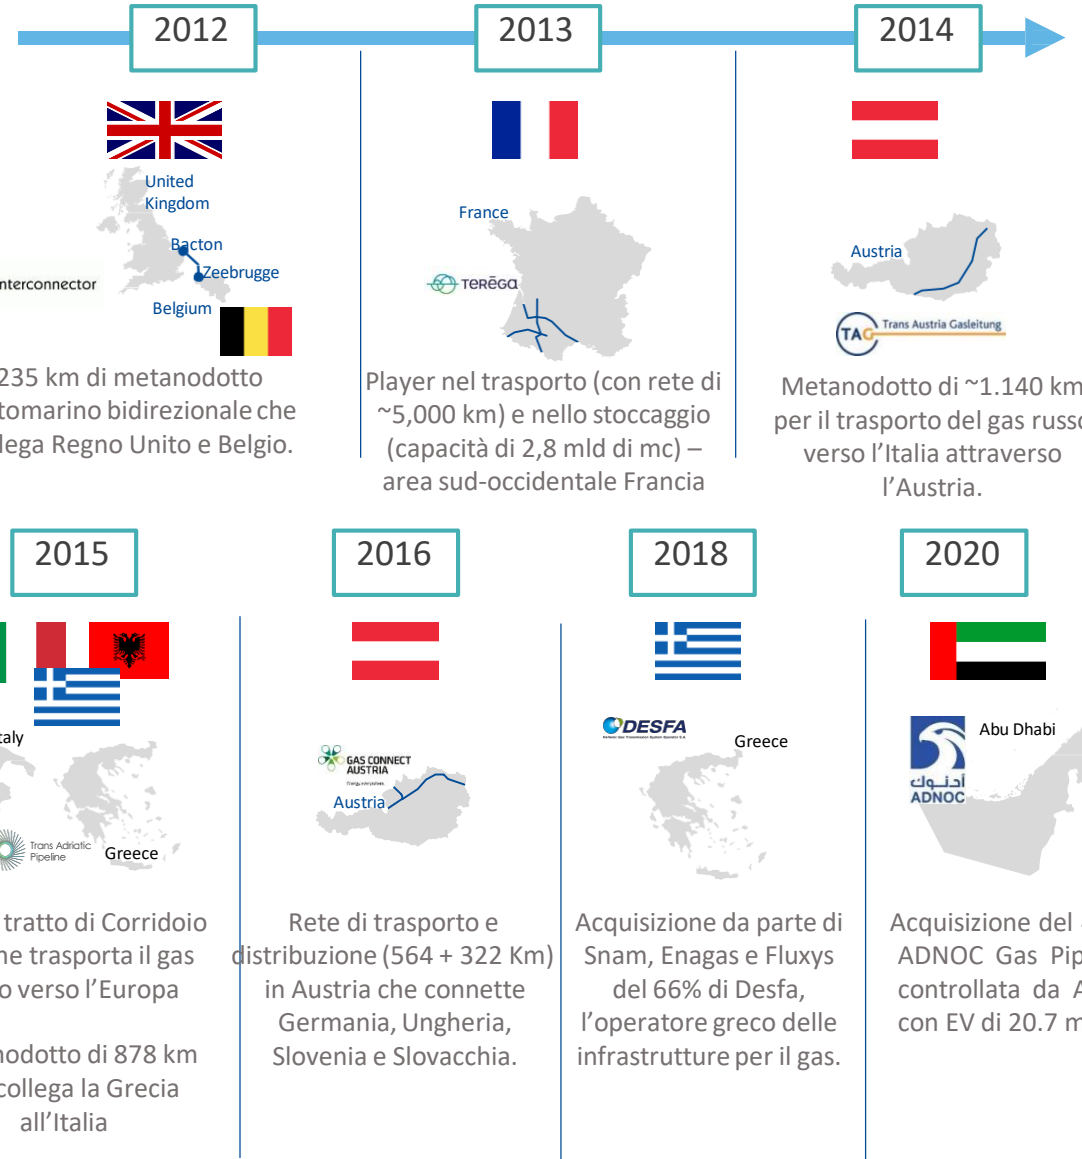 2012
2013
2014
United
Kingdom
Bacton
Zeebrugge
nterconnector
Belgium
235 km di metanodotto
tomarino bidirezionale che
lega Regno Unito e Belgio.
France
TERĒGA
Player nel trasporto (con rete di
~5,000 km) e nello stoccaggio
(capacità di 2,8 mld di mc) –
area sud-occidentale Francia
Austria
TAG Trans Austria Gasleitung
Metanodotto di ~1.140 km
per il trasporto del gas russo
verso l’Italia attraverso
l’Austria.
2015
2016
2018
2020
taly
Trans Adriatic
Pipeline
Greece
tratto di Corridoio
ne trasporta il gas
o verso l’Europa
nodotto di 878 km
collega la Grecia
all’Italia
GAS CONNECT
AUSTRIA
Austria
Rete di trasporto e
distribuzione (564 + 322 Km)
in Austria che connette
Germania, Ungheria,
Slovenia e Slovacchia.
DESFA
Greece
Acquisizione da parte di
Snam, Enagas e Fluxys
del 66% di Desfa,
l’operatore greco delle
infrastrutture per il gas.
Abu Dhabi
أدنوك
ADNOC
Acquisizione del
ADNOC Gas Pip
controllata da A
con EV di 20.7 m